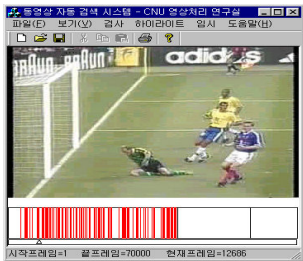 동영상 자동 검색 시스템 - CNU 영상처리 연구실
파일(F) 보기(V) 검사 하이라이트 임시 도움말(H)
adidas
시작프레임=1 끝프레임=70000 현재프레임=12686